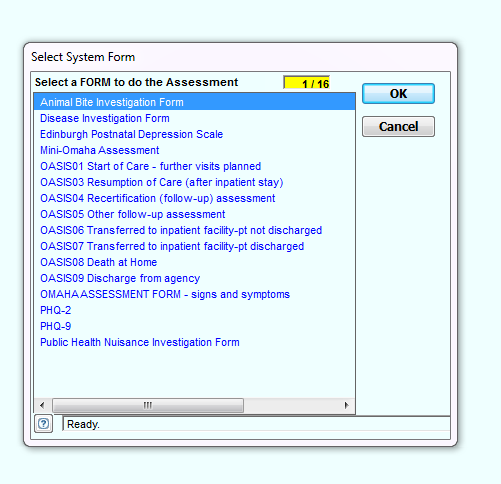 Select System Form
Select a FORM to do the Assessment 1 / 16
OK
Animal Bite Investigation Form
Disease Investigation Form
Cancel
Edinburgh Postnatal Depression Scale
Mini-Omaha Assessment
OASIS01 Start of Care - further visits planned
OASIS03 Resumption of Care (after inpatient stay)
OASIS04 Recertification (follow-up) assessment
OASIS05 Other follow-up assessment
OASIS06 Transferred to inpatient facility-pt not discharged
OASIS07 Transferred to inpatient facility-pt discharged
OASIS08 Death at Home
OASIS09 Discharge from agency
OMAHA ASSESSMENT FORM - signs and symptoms
PHQ-2
PHQ-9
Public Health Nuisance Investigation Form
? Ready.